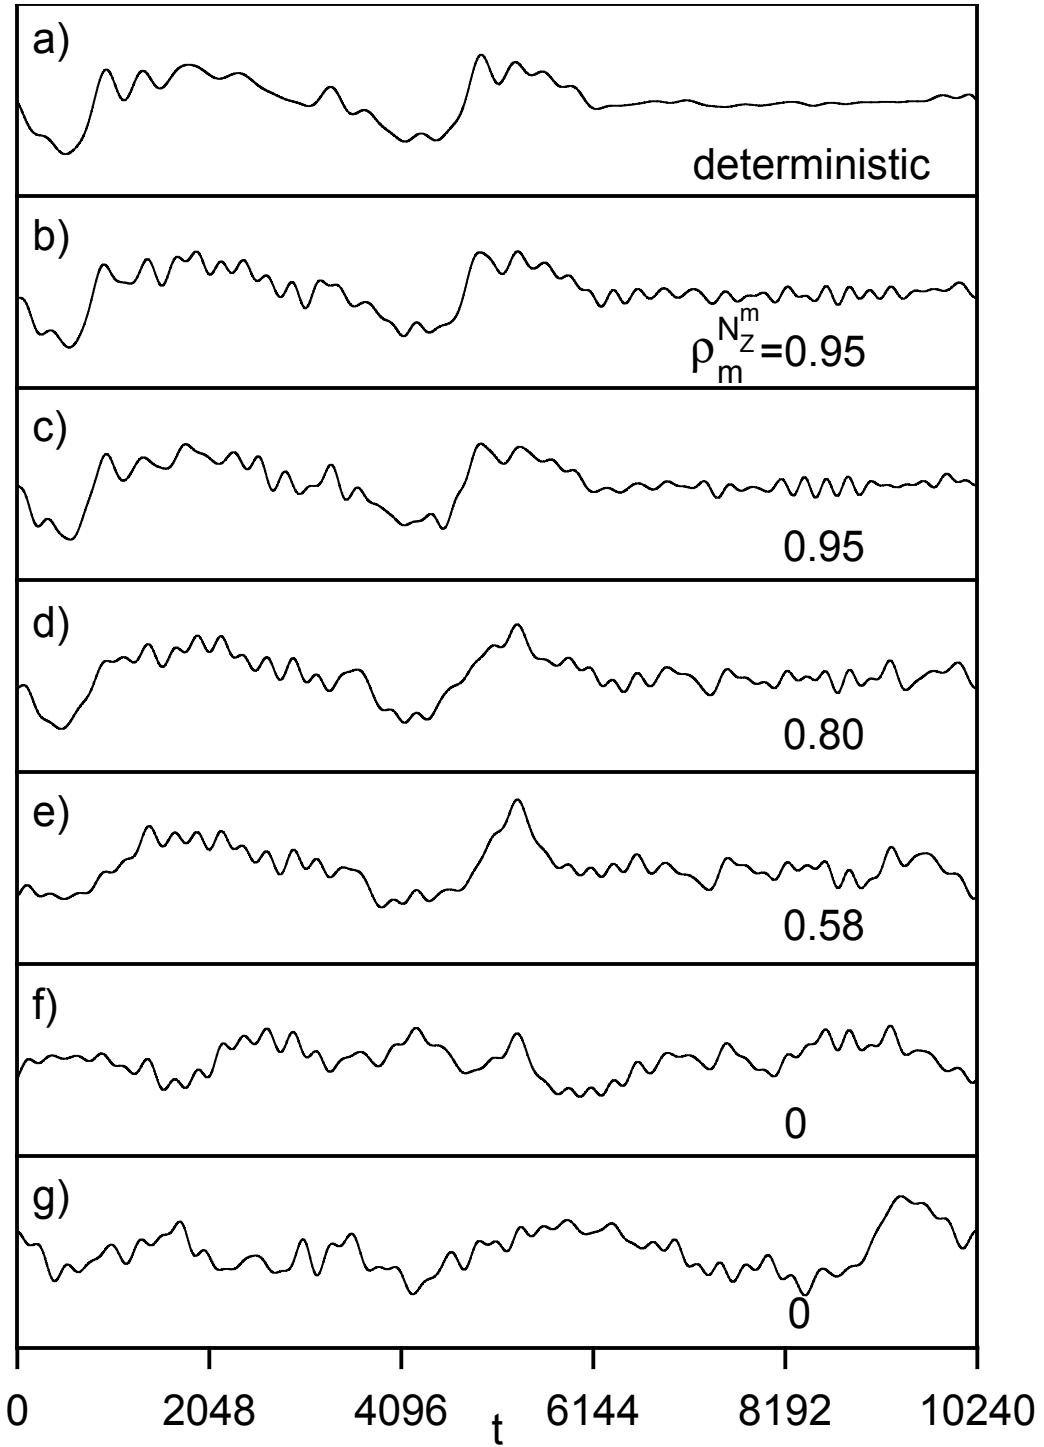 a)
deterministic
b)
ρ_m^{N_Z^m}=0.95
c)
0.95
d)
0.80
e)
0.58
f)
0
g)
0
0 2048 4096 6144 8192 10240
t